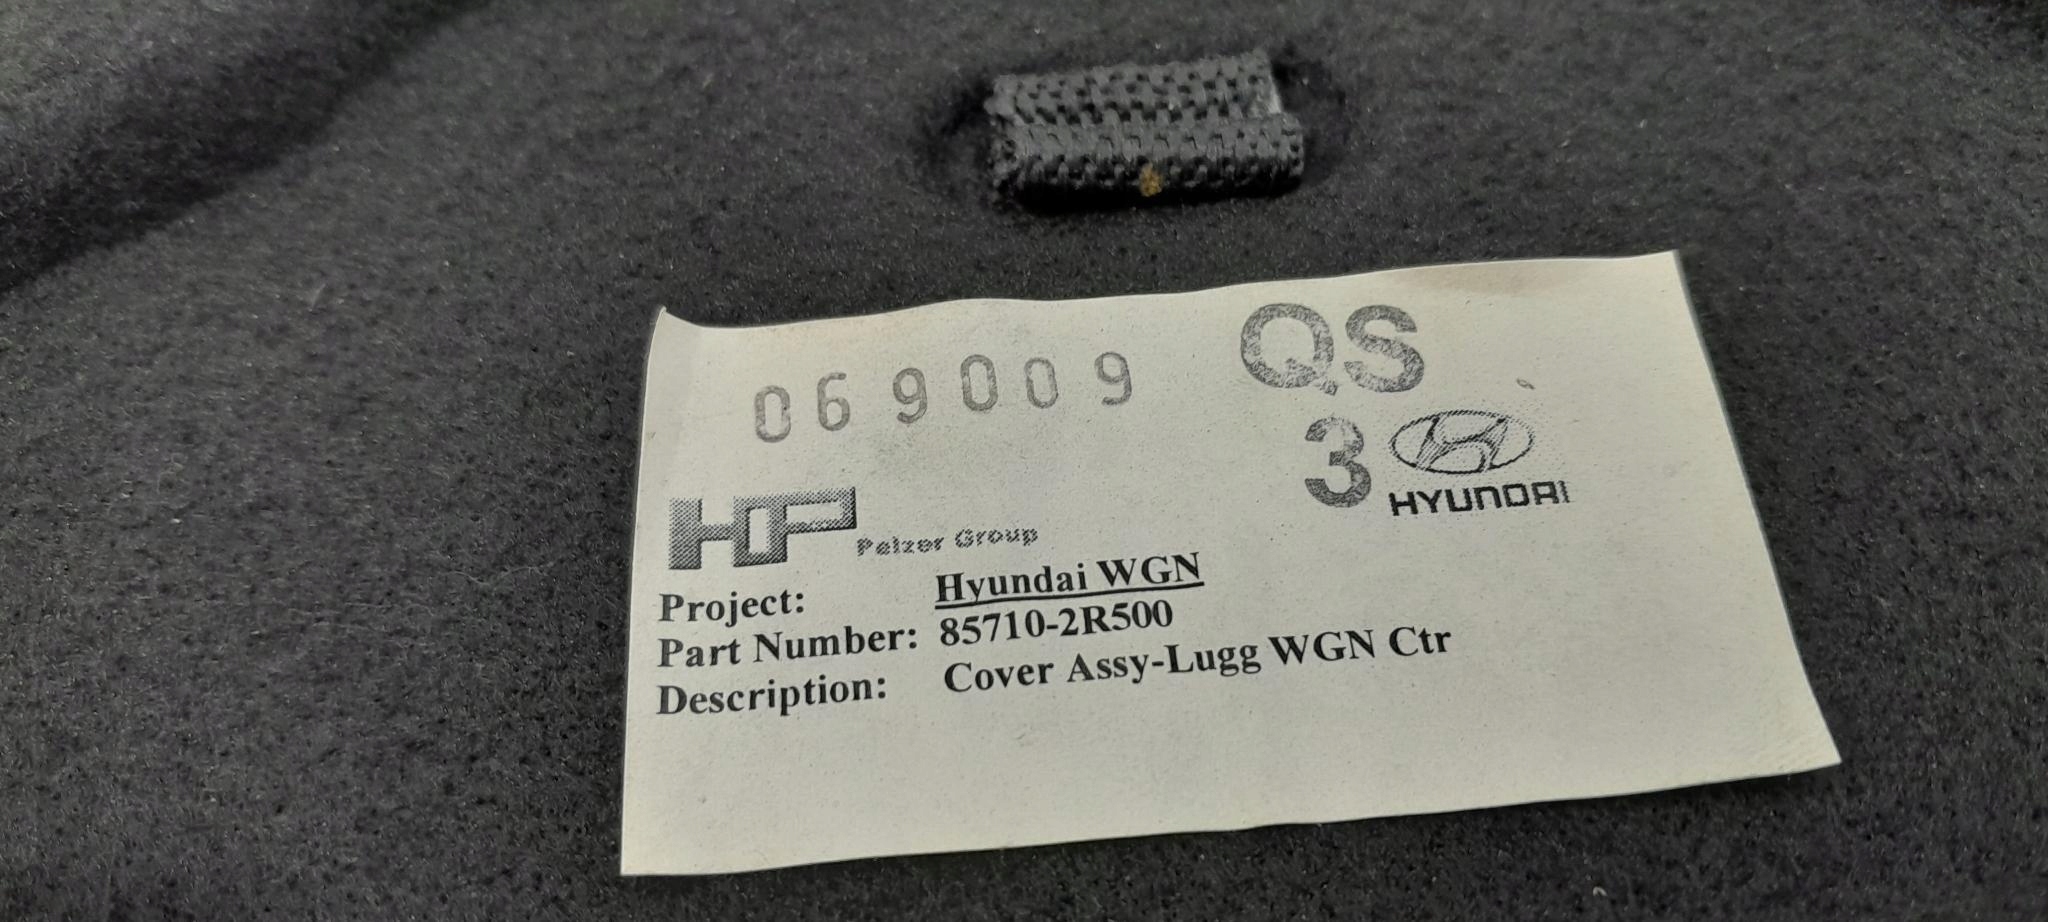 069009
QS
3
HYUNDAI
HP Pelzer Group
Project: Hyundai WGN
Part Number: 85710-2R500
Description: Cover Assy-Lugg WGN Ctr